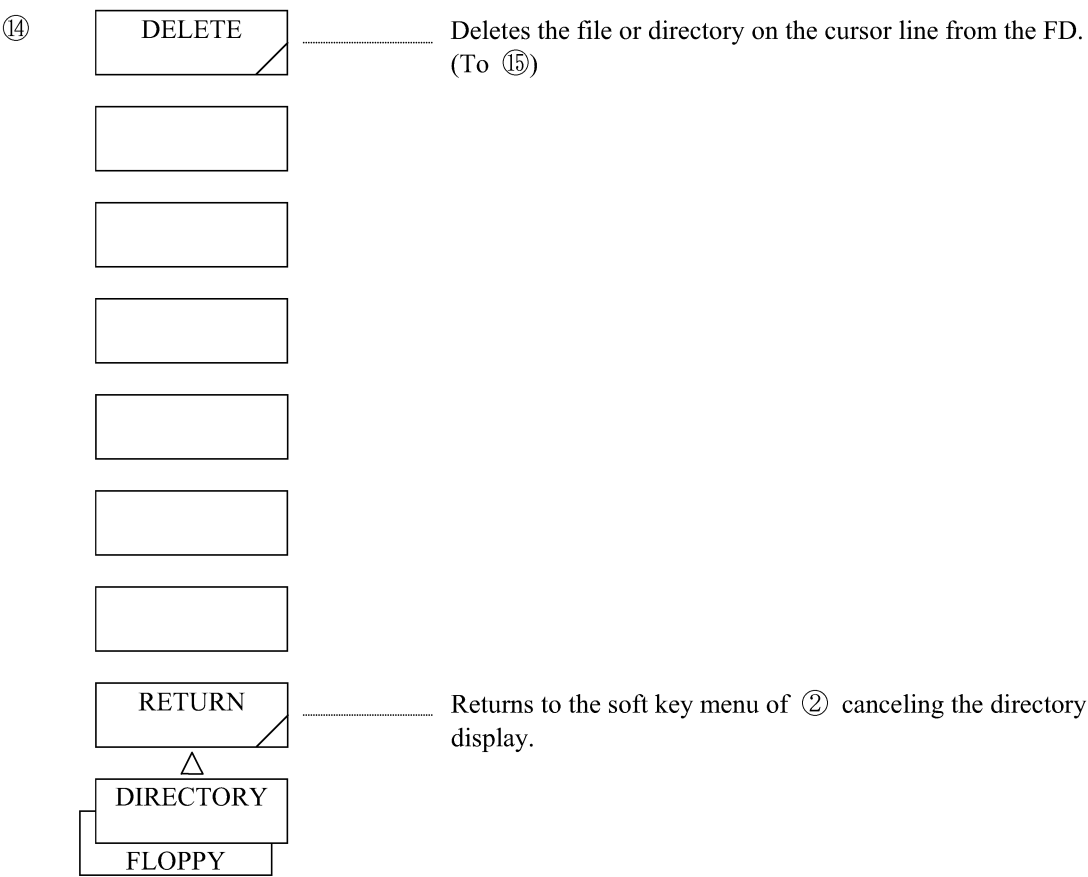 ⑭ DELETE Deletes the file or directory on the cursor line from the FD.
(To ⑮)
RETURN Returns to the soft key menu of ② canceling the directory
display.
DIRECTORY
FLOPPY